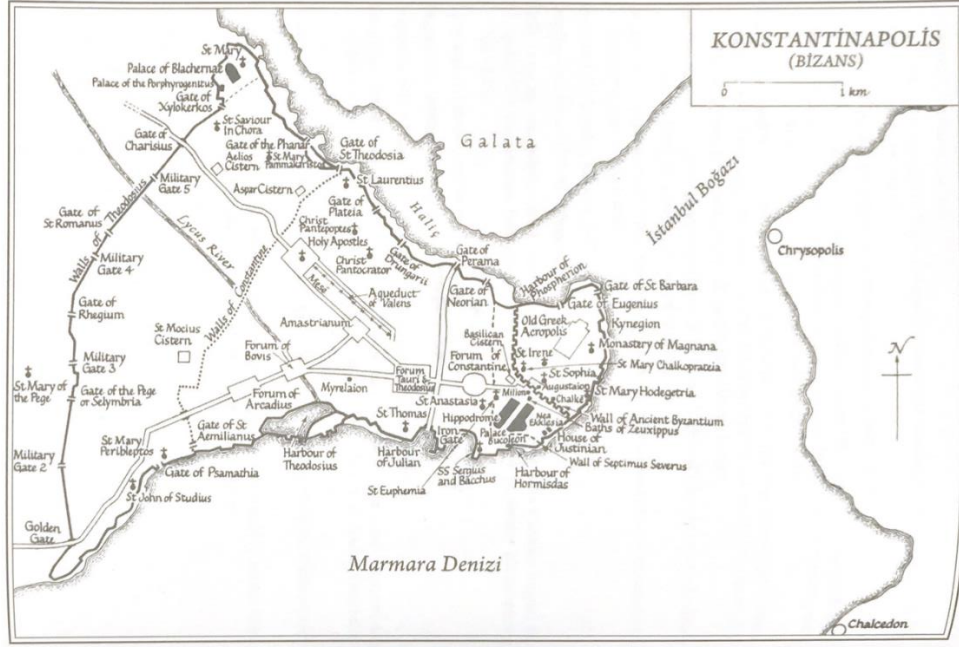 KONSTANTİNAPOLİS
(BİZANS)
0 1 km
St Mary
Palace of Blachernae
Palace of the Porphyrogenitus
Gate of
Xylokerkos
St Saviour
In Chora
Gate of
Charisius
Gate of the Phanar
Aelios
Cistern
St Mary
Pammakaristos
Gate of
St Theodosia
Galata
Military
Gate 5
Aspar Cistern
St Laurentius
Gate of
St Romanus
Walls of Theodosius
Lycus River
Gate of
Plateia
Haliç
İstanbul Boğazı
Christ
Pantepoptes
Holy Apostles
Christ
Pantocrator
Gate of
Drungarii
Gate of
Perama
Chrysopolis
Military
Gate 4
Walls of Constantine
Mese
Aqueduct
of Valens
Gate of
Neorian
Harbour of
Phospherion
Gate of St Barbara
Gate of Eugenius
Kynegion
Gate of
Rhegium
St Mocius
Cistern
Amastrianum
Basilican
Cistern
Old Greek
Acropolis
Monastery of Magnana
Forum of
Bovis
Forum of
Constantine
St Irene
St Mary Chalkoprateia
St Sophia
Military
Gate 3
St Mary of
the Pege
Gate of the Pege
or Selymbria
Forum of
Arcadius
Myrelaion
Forum
Tauri &
Theodosius
Augustaion
Milion
Chalké
St Mary Hodegetria
St Anastasia
Hippodrome
Nea
Ekklesia
Wall of Ancient Byzantium
Baths of Zeuxippus
St Thomas
Iron
Gate
Palace
Bucoleon
House of
Justinian
Wall of Septimus Severus
Gate of St
Aemilianus
St Mary
Peribleptos
Harbour of
Theodosius
Harbour
of Julian
SS Sergius
and Bacchus
Harbour of
Hormisdas
St Euphemia
Military
Gate 2
Gate of Psamathia
St John of Studius
Golden
Gate
Marmara Denizi
N
Chalcedon